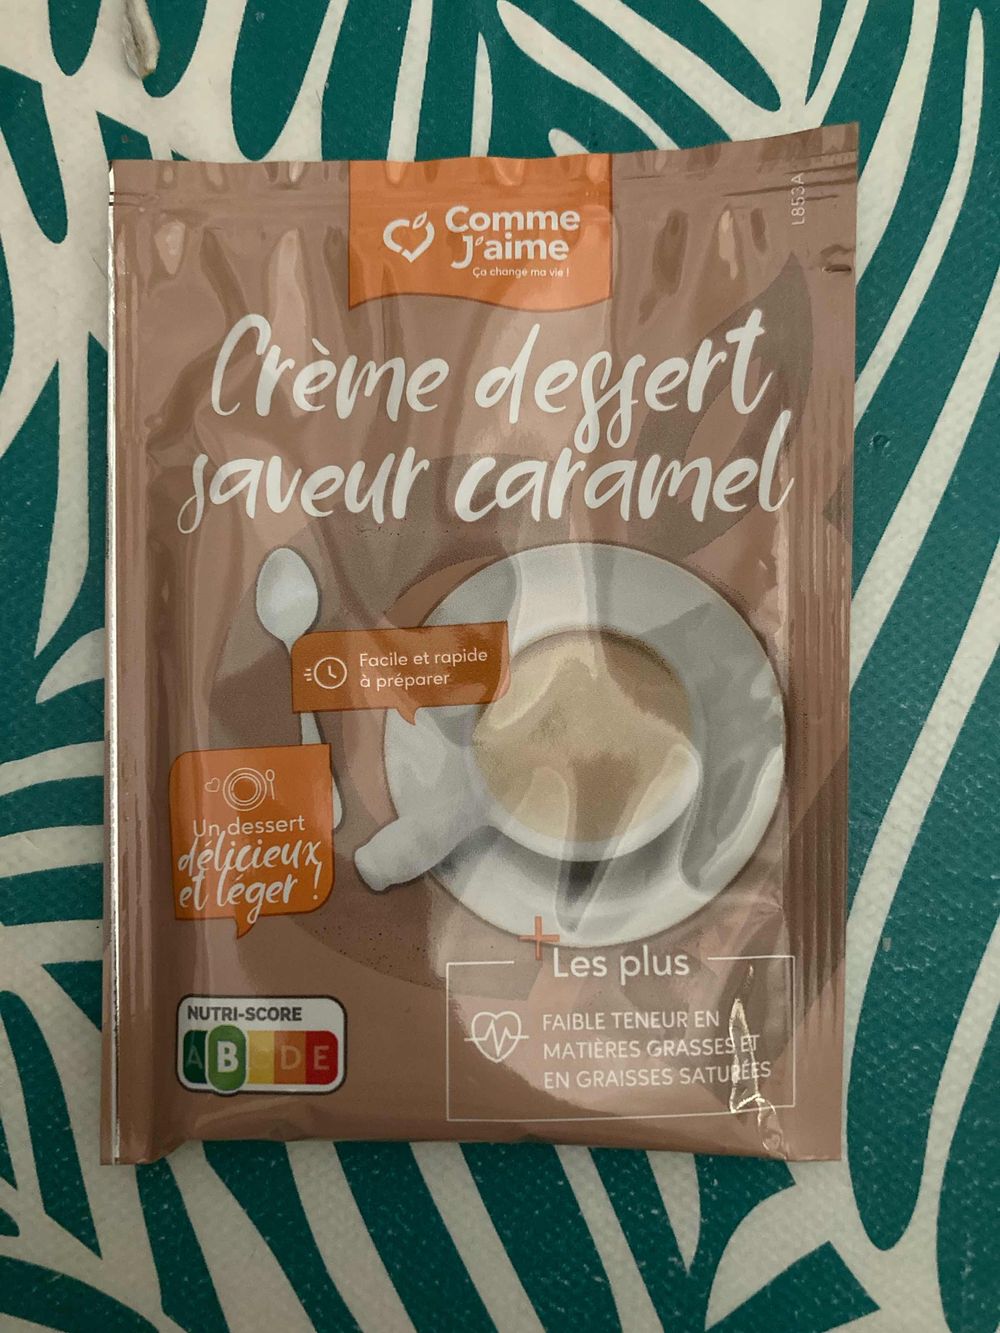 L853A
Comme
J'aime
Ça change ma vie !
Crème dessert
saveur caramel
Facile et rapide
à préparer
Un dessert
délicieux
et léger !
Les plus
FAIBLE TENEUR EN
MATIÈRES GRASSES ET
EN GRAISSES SATURÉES
NUTRI-SCORE
A B C D E